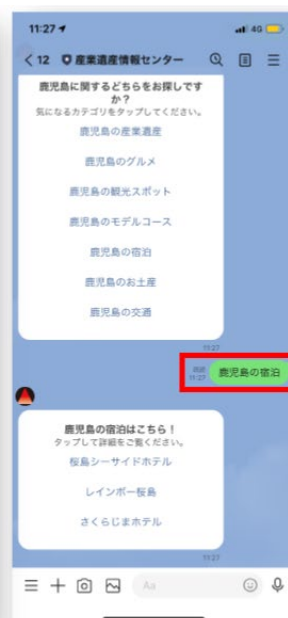 11:27 4G
12 産業遺産情報センター
鹿児島に関するどちらをお探しです
か？
気になるカテゴリをタップしてください。
鹿児島の産業遺産
鹿児島のグルメ
鹿児島の観光スポット
鹿児島のモデルコース
鹿児島の宿泊
鹿児島のお土産
鹿児島の交通
11:27
既読
11:27 鹿児島の宿泊
鹿児島の宿泊はこちら！
タップして詳細をご覧ください。
桜島シーサイドホテル
レインボー桜島
さくらじまホテル
11:27
Aa